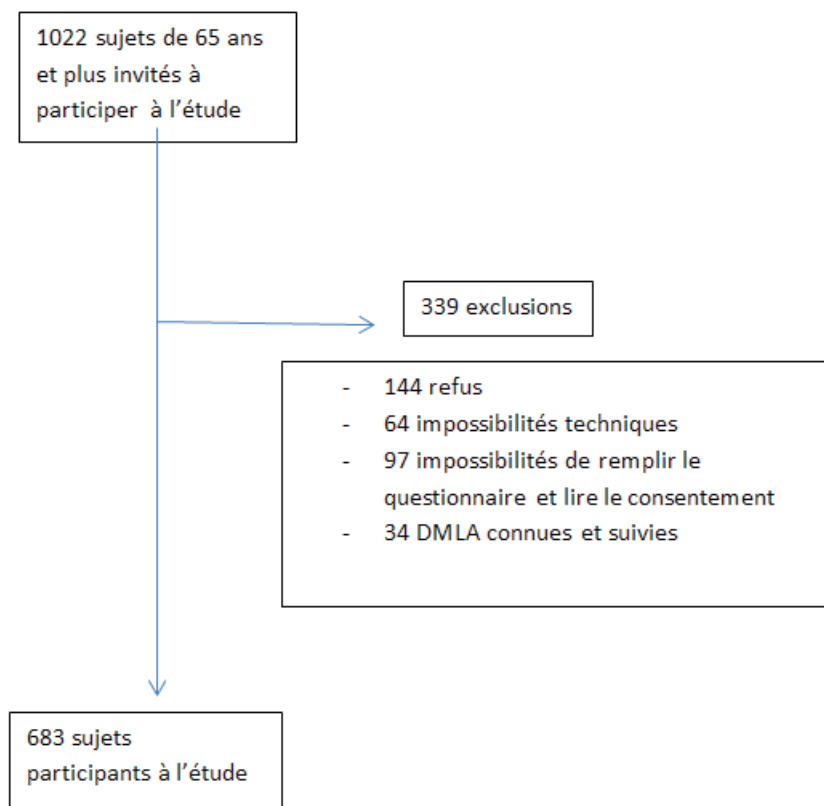 1022 sujets de 65 ans
et plus invités à
participer à l'étude
339 exclusions
- 144 refus
- 64 impossibilités techniques
- 97 impossibilités de remplir le
questionnaire et lire le consentement
- 34 DMLA connues et suivies
683 sujets
participants à l'étude